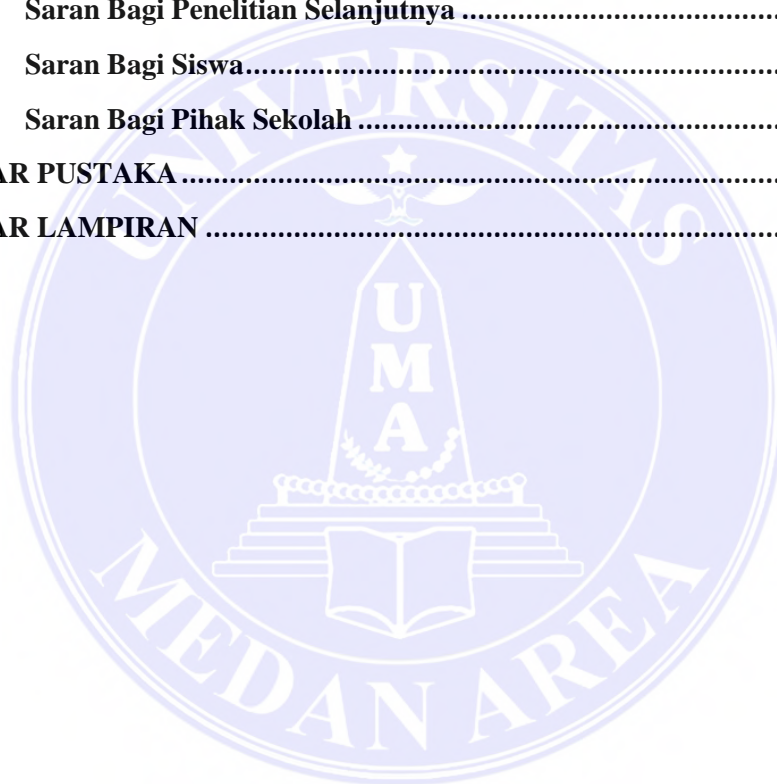 Saran Bagi Penelitian Selanjutnya ........................................................
Saran Bagi Siswa................................................................................
Saran Bagi Pihak Sekolah .....................................................................
AR PUSTAKA ......................................................................................
AR LAMPIRAN ...................................................................................
UNIVERSITAS
U
M
A
MEDAN AREA